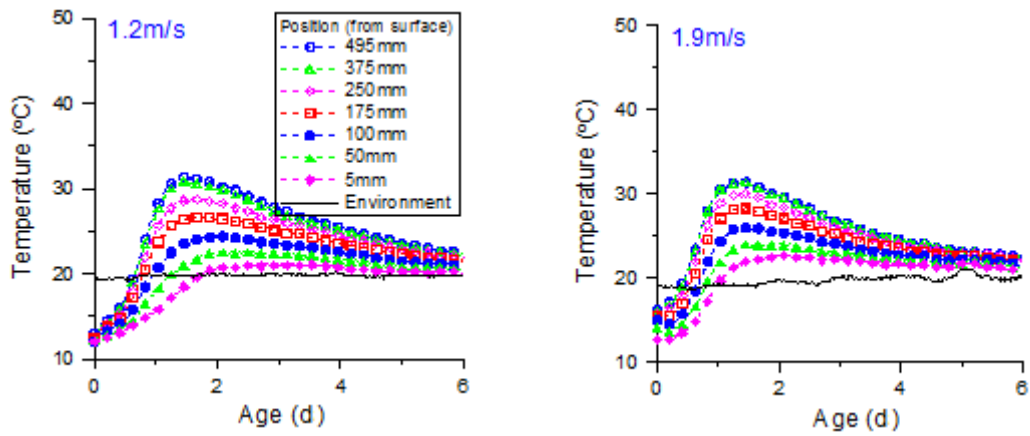 1.2m/s
Temperature (ºC)
50
40
30
20
10
0
2
4
6
Age (d)
Position (from surface)
495mm
375mm
250mm
175mm
100mm
50mm
5mm
Environment
1.9m/s
Temperature (ºC)
50
40
30
20
10
0
2
4
6
Age (d)